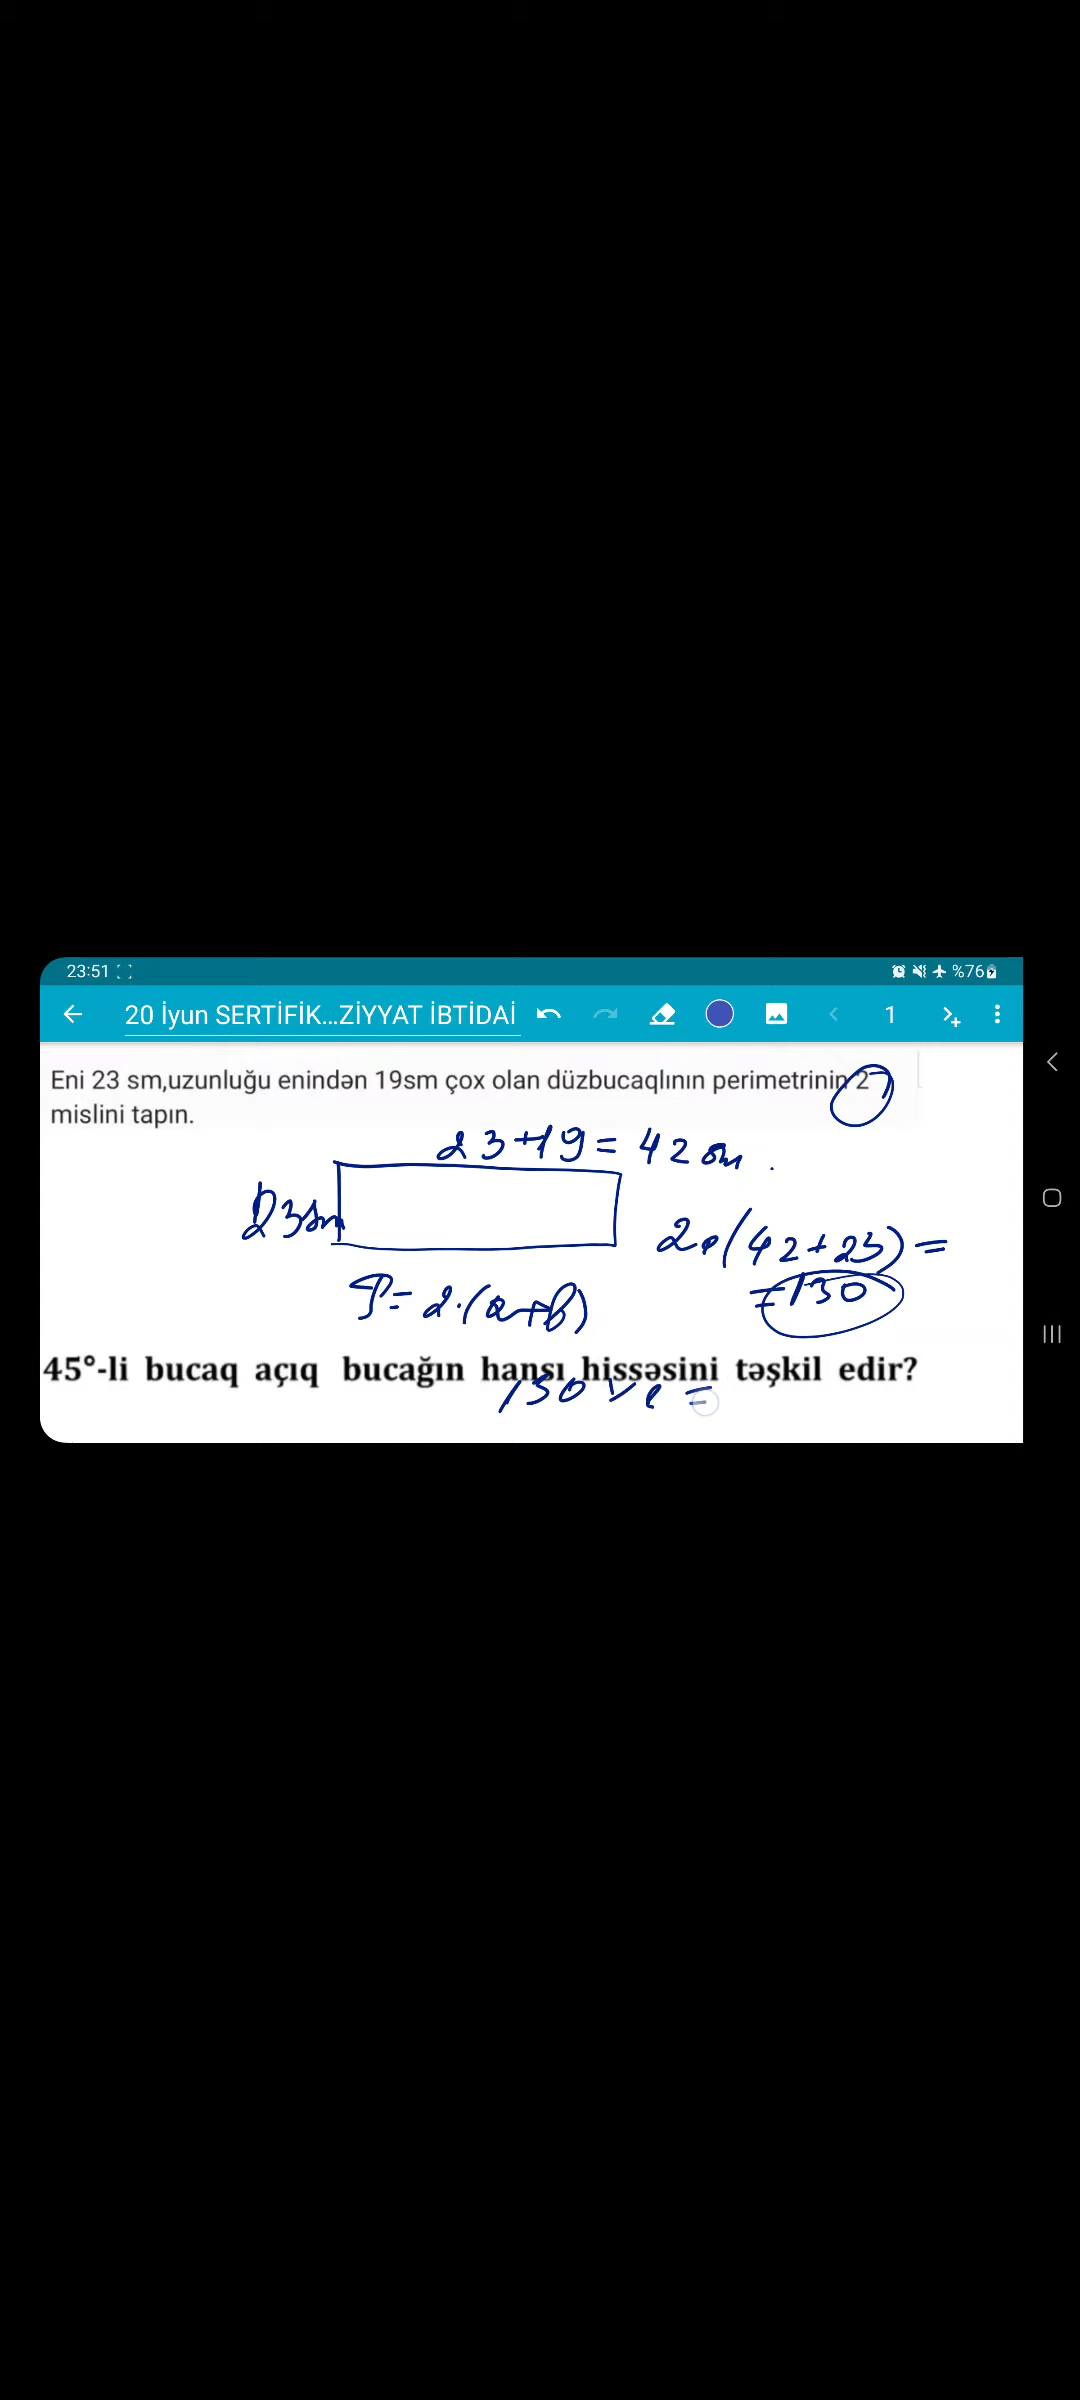 23:51
%76
20 İyun SERTİFİK...ZİYYAT İBTİDAİ
1
Eni 23 sm,uzunluğu enindən 19sm çox olan düzbucaqlının perimetrinin 2
mislini tapın.
23+19=42 sm.
23sm
2•(42+23)=
=130
P=2·(a+b)
45°-li bucaq açıq bucağın hansı hissəsini təşkil edir?
130
=